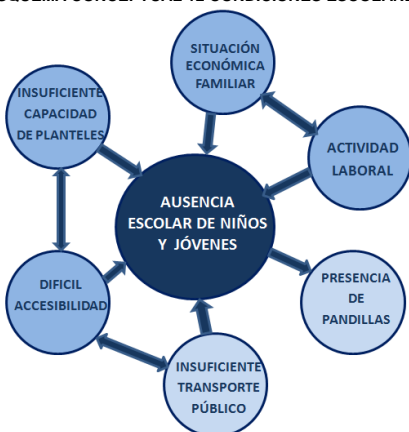 SITUACIÓN
ECONÓMICA
FAMILIAR
INSUFICIENTE
CAPACIDAD
DE PLANTELES
ACTIVIDAD
LABORAL
AUSENCIA
ESCOLAR DE NIÑOS
Y JÓVENES
DIFICIL
ACCESIBILIDAD
PRESENCIA
DE
PANDILLAS
INSUFICIENTE
TRANSPORTE
PÚBLICO